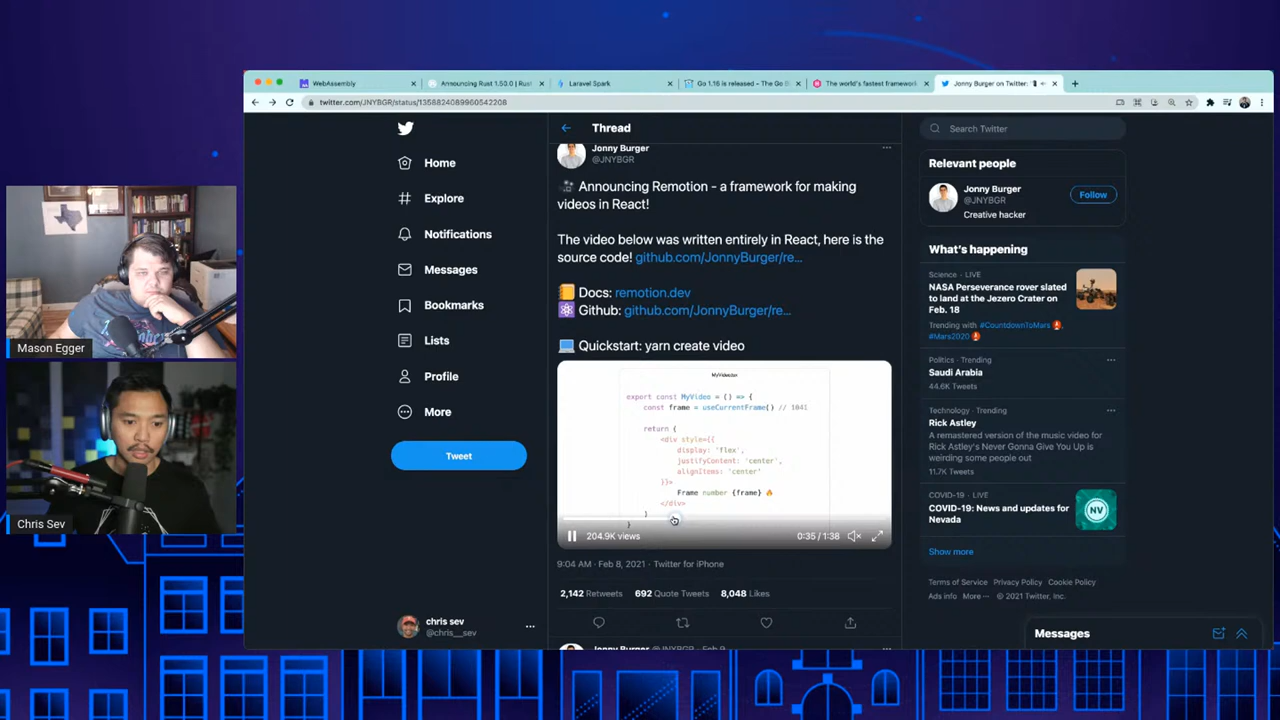 WebAssembly
Announcing Rust 1.50.0 | Rust
Laravel Spark
Go 1.16 is released - The Go B
The world's fastest framework
Jonny Burger on Twitter: "
twitter.com/JNYBGR/status/1358824089960542208
Home
Explore
Notifications
Messages
Bookmarks
Lists
Profile
More
Tweet
chris sev
@chris__sev
Thread
Jonny Burger
@JNYBGR
Announcing Remotion - a framework for making
videos in React!
The video below was written entirely in React, here is the
source code! github.com/JonnyBurger/re...
Docs: remotion.dev
Github: github.com/JonnyBurger/re...
Quickstart: yarn create video
MyVideo.tsx
export const MyVideo = () => {
const frame = useCurrentFrame() // 1041
return (
<div style={{
display: 'flex',
justifyContent: 'center',
alignItems: 'center'
}}>
Frame number {frame} 🔥
</div>
)
}
204.9K views
0:35 / 1:38
9:04 AM · Feb 8, 2021 · Twitter for iPhone
2,142 Retweets 692 Quote Tweets 8,048 Likes
Jonny Burger @JNYBGR · Feb 9
Search Twitter
Relevant people
Jonny Burger
@JNYBGR
Follow
Creative hacker
What's happening
Science · LIVE
NASA Perseverance rover slated
to land at the Jezero Crater on
Feb. 18
Trending with #CountdownToMars,
#Mars2020
Politics · Trending
Saudi Arabia
44.6K Tweets
Technology · Trending
Rick Astley
A remastered version of the music video for
Rick Astley's Never Gonna Give You Up is
weirding some people out
11.7K Tweets
COVID-19 · LIVE
COVID-19: News and updates for
Nevada
NV
Show more
Terms of Service Privacy Policy Cookie Policy
Ads info More ··· © 2021 Twitter, Inc.
Messages
Mason Egger
Chris Sev